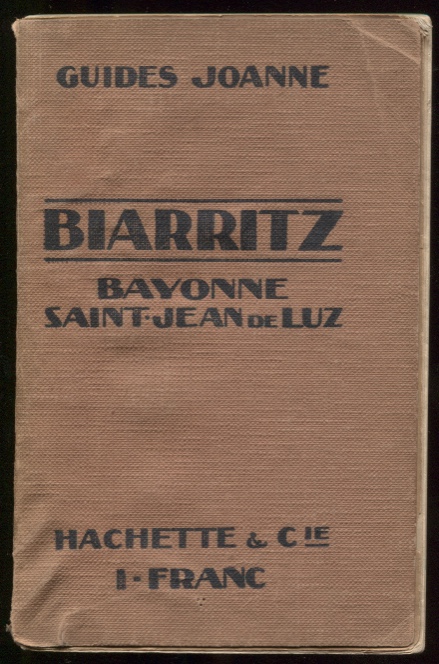 GUIDES JOANNE
BIARRITZ
BAYONNE
SAINT-JEAN DE LUZ
HACHETTE & CIE
1-FRANC